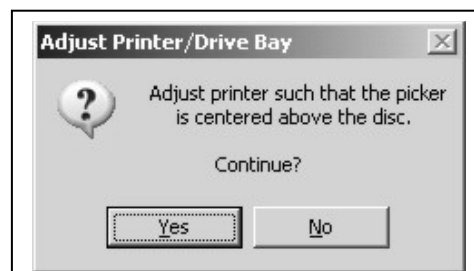 Adjust Printer/Drive Bay
Adjust printer such that the picker
is centered above the disc.
Continue?
Yes
No